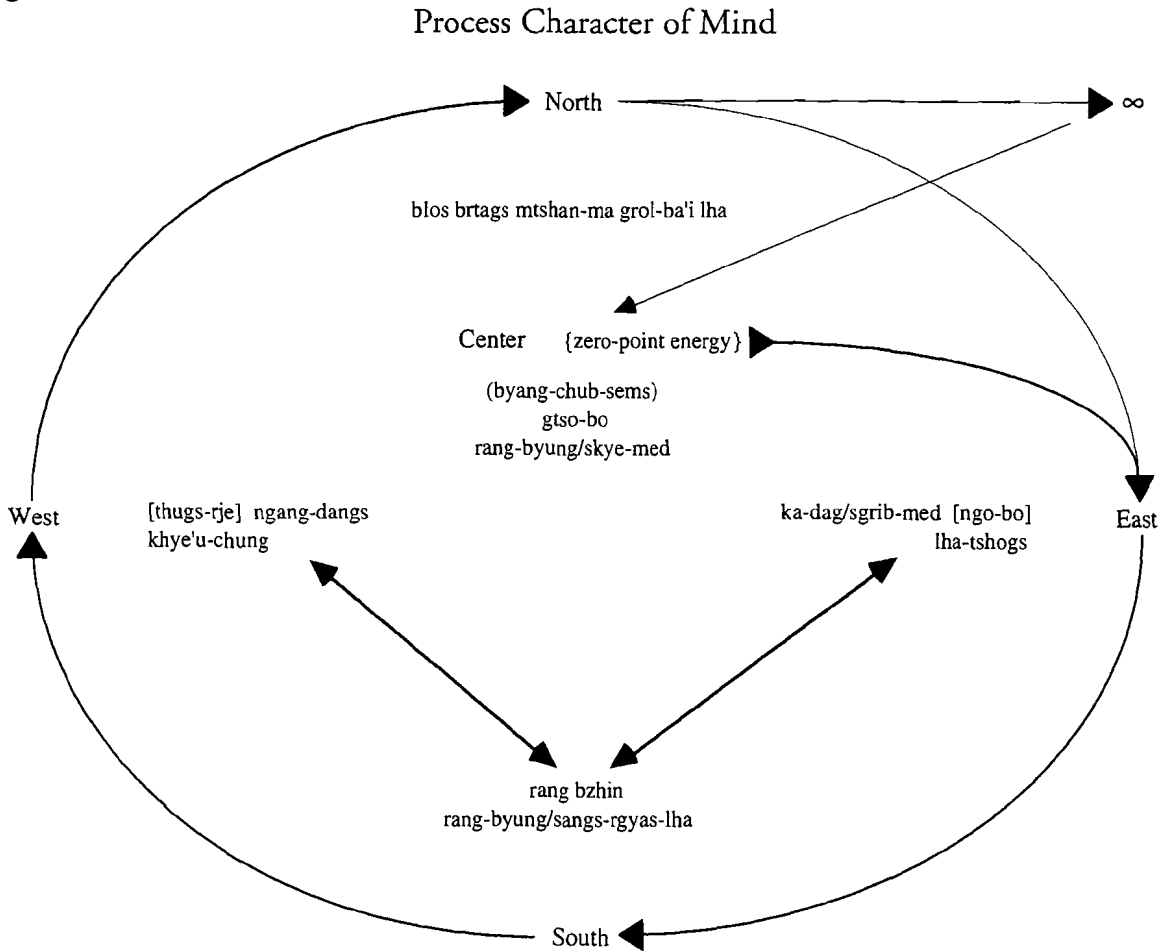 Process Character of Mind
North
∞
blos brtags mtshan-ma grol-ba'i lha
Center {zero-point energy}
(byang-chub-sems)
gtso-bo
rang-byung/skye-med
West
[thugs-rje] ngang-dangs
khye'u-chung
ka-dag/sgrib-med [ngo-bo]
lha-tshogs
East
rang bzhin
rang-byung/sangs-rgyas-lha
South